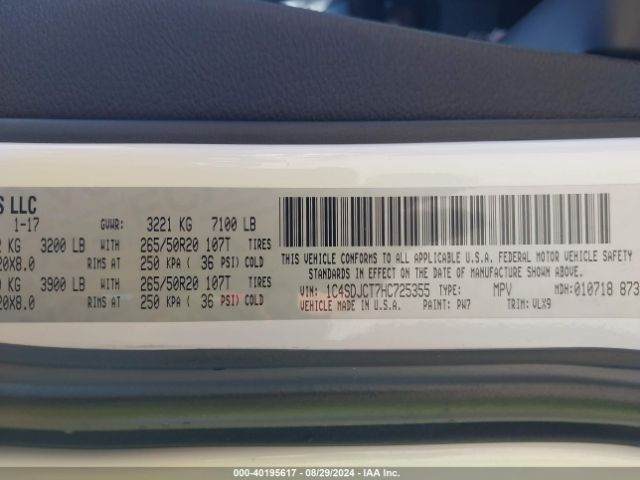 S LLC
1-17 GVWR: 3221 KG 7100 LB
KG 3200 LB WITH 265/50R20 107T TIRES
20X8.0 RIMS AT 250 KPA ( 36 PSI) COLD
KG 3900 LB WITH 265/50R20 107T TIRES
20X8.0 RIMS AT 250 KPA ( 36 PSI) COLD
THIS VEHICLE CONFORMS TO ALL APPLICABLE U.S.A. FEDERAL MOTOR VEHICLE SAFETY
STANDARDS IN EFFECT ON THE DATE OF MANUFACTURE SHOWN ABOVE.
VIN: 1C4SDJCT7HC725355 TYPE: MPV MDH: 010718 873
VEHICLE MADE IN U.S.A. PAINT: PW7 TRIM: VLX9
000-40195617 - 08/29/2024 - IAA Inc.